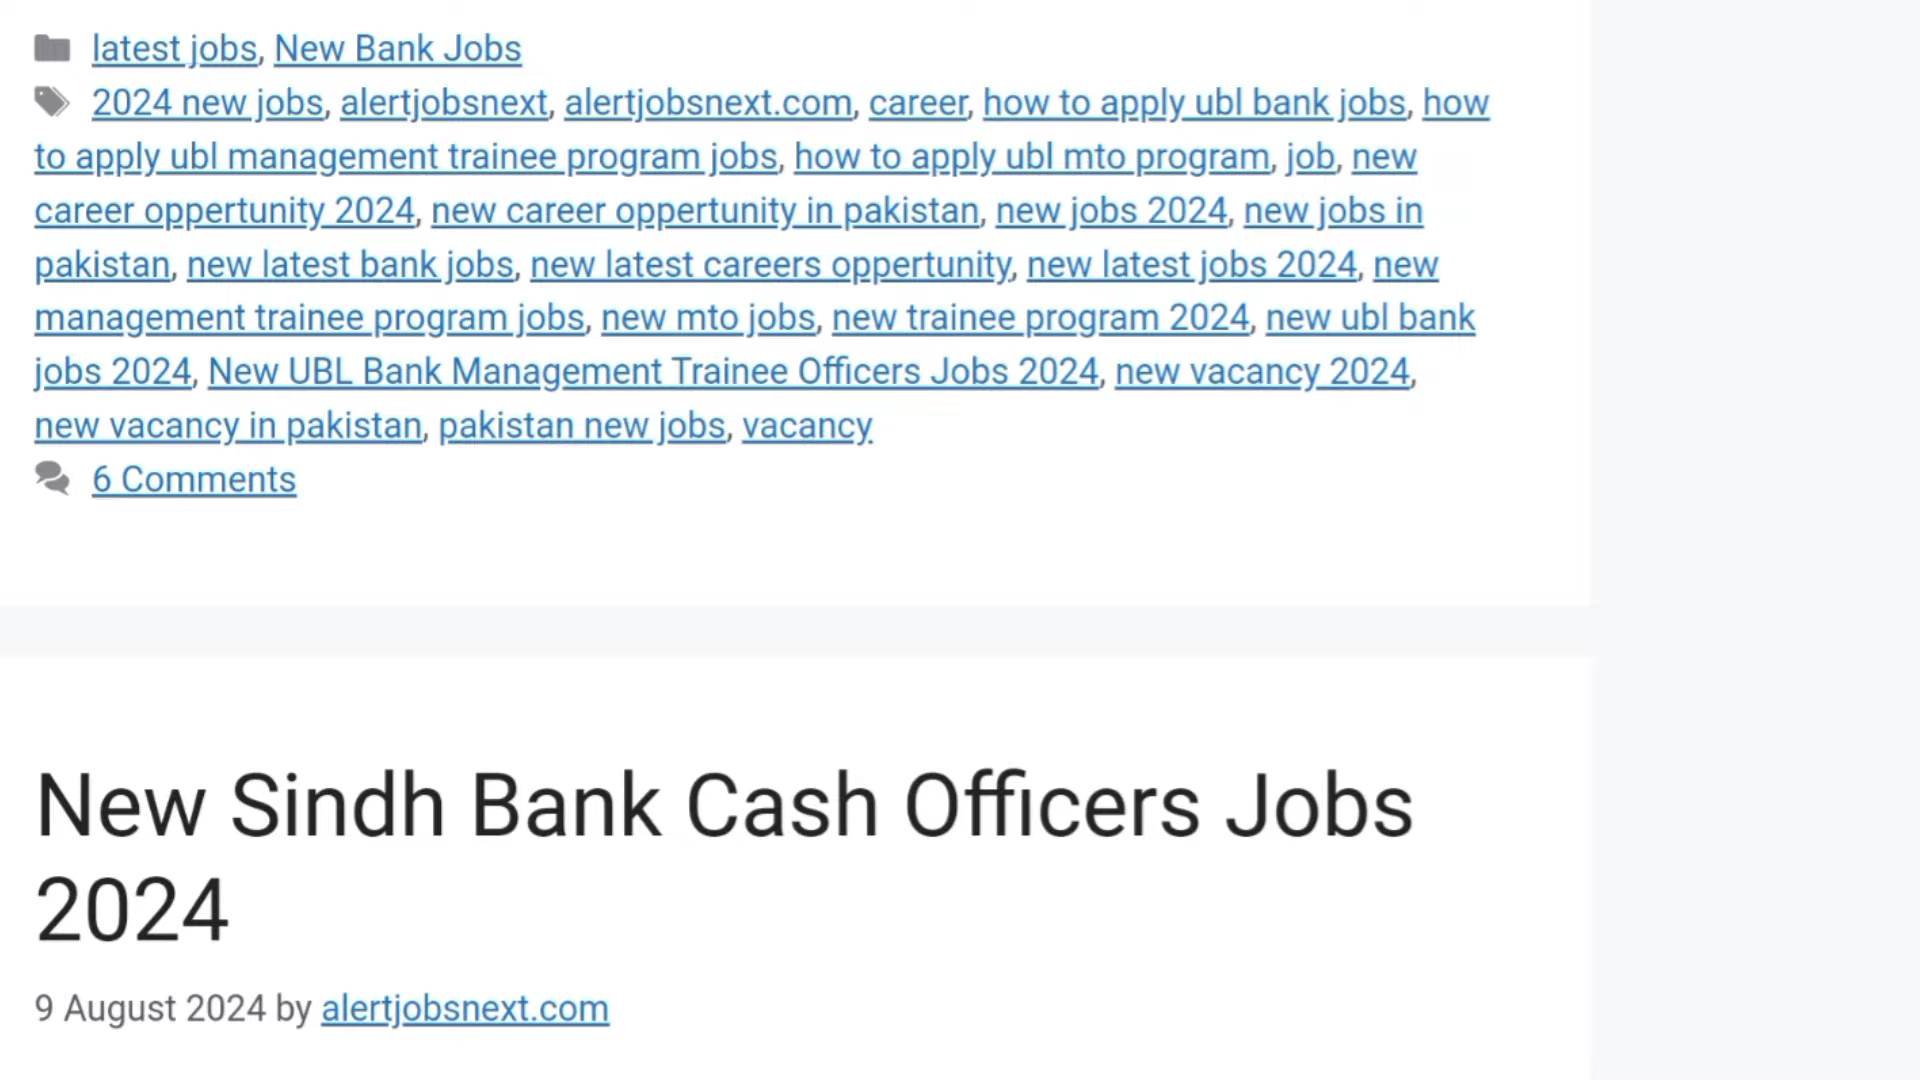 latest jobs, New Bank Jobs
2024 new jobs, alertjobsnext, alertjobsnext.com, career, how to apply ubl bank jobs, how
to apply ubl management trainee program jobs, how to apply ubl mto program, job, new
career oppertunity 2024, new career oppertunity in pakistan, new jobs 2024, new jobs in
pakistan, new latest bank jobs, new latest careers oppertunity, new latest jobs 2024, new
management trainee program jobs, new mto jobs, new trainee program 2024, new ubl bank
jobs 2024, New UBL Bank Management Trainee Officers Jobs 2024, new vacancy 2024,
new vacancy in pakistan, pakistan new jobs, vacancy
6 Comments
New Sindh Bank Cash Officers Jobs
2024
9 August 2024 by alertjobsnext.com